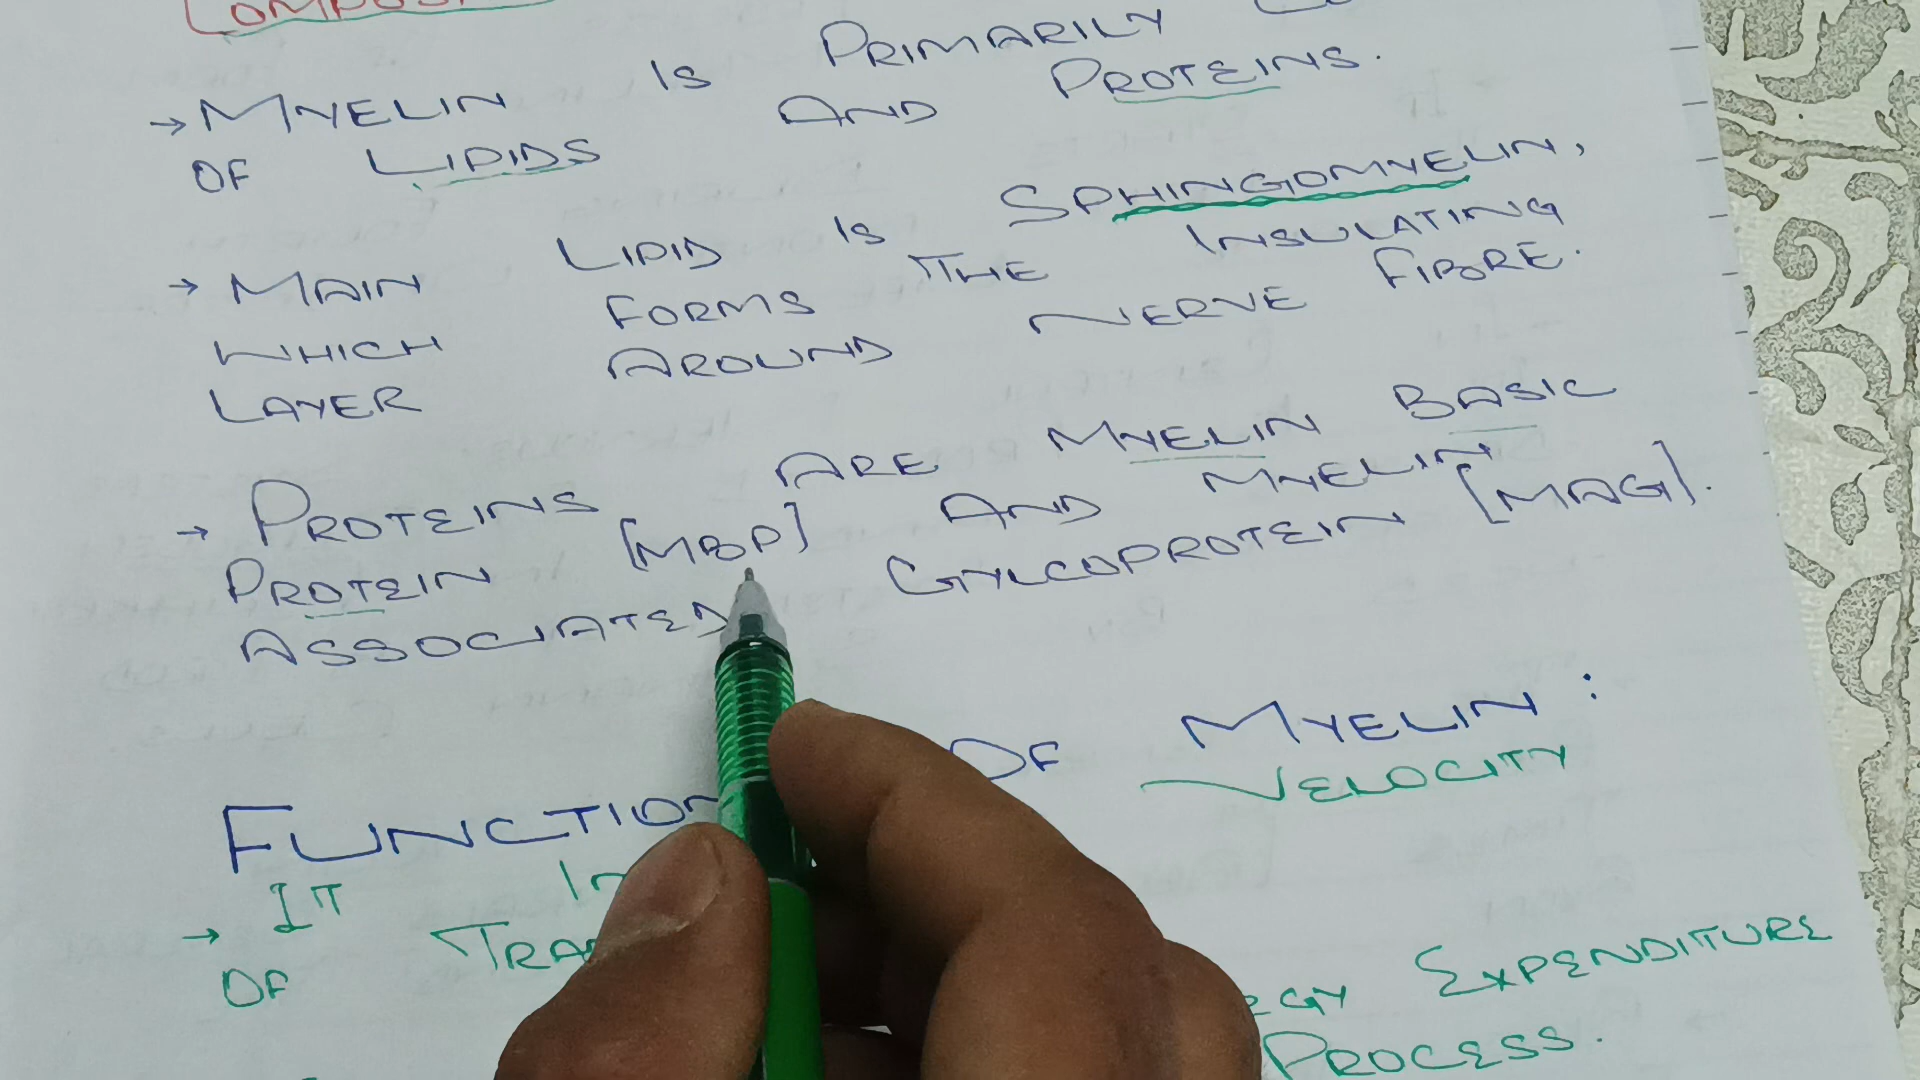 → MYELIN IS PRIMARILY
OF LIPIDS AND PROTEINS.
→ MAIN LIPID IS SPHINGOMYELIN,
WHICH FORMS THE INSULATING
LAYER AROUND NERVE FIBRE.
→ PROTEINS ARE MYELIN BASIC
PROTEIN [MBP] AND MYELIN
ASSOCIATED GYLCOPROTEIN [MAG].
FUNCTION OF MYELIN:
→ IT VELOCITY
OF
EXPENDITURE
PROCESS.